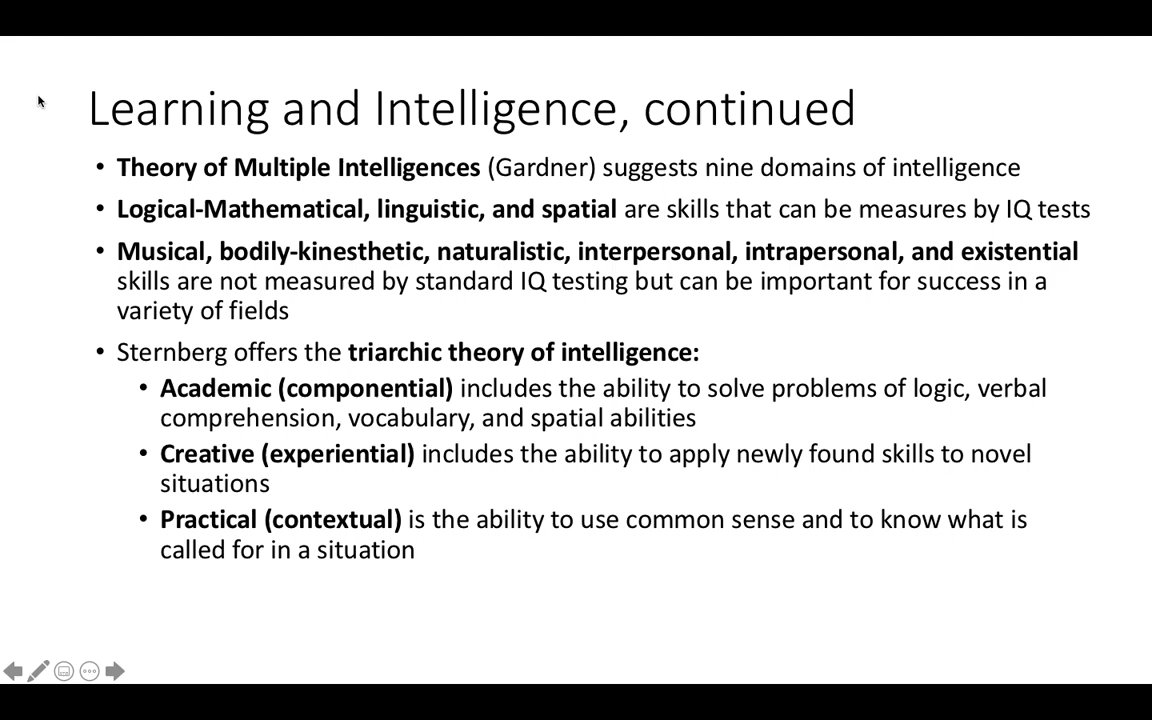 Learning and Intelligence, continued
• Theory of Multiple Intelligences (Gardner) suggests nine domains of intelligence
• Logical-Mathematical, linguistic, and spatial are skills that can be measures by IQ tests
• Musical, bodily-kinesthetic, naturalistic, interpersonal, intrapersonal, and existential
skills are not measured by standard IQ testing but can be important for success in a
variety of fields
• Sternberg offers the triarchic theory of intelligence:
• Academic (componential) includes the ability to solve problems of logic, verbal
comprehension, vocabulary, and spatial abilities
• Creative (experiential) includes the ability to apply newly found skills to novel
situations
• Practical (contextual) is the ability to use common sense and to know what is
called for in a situation